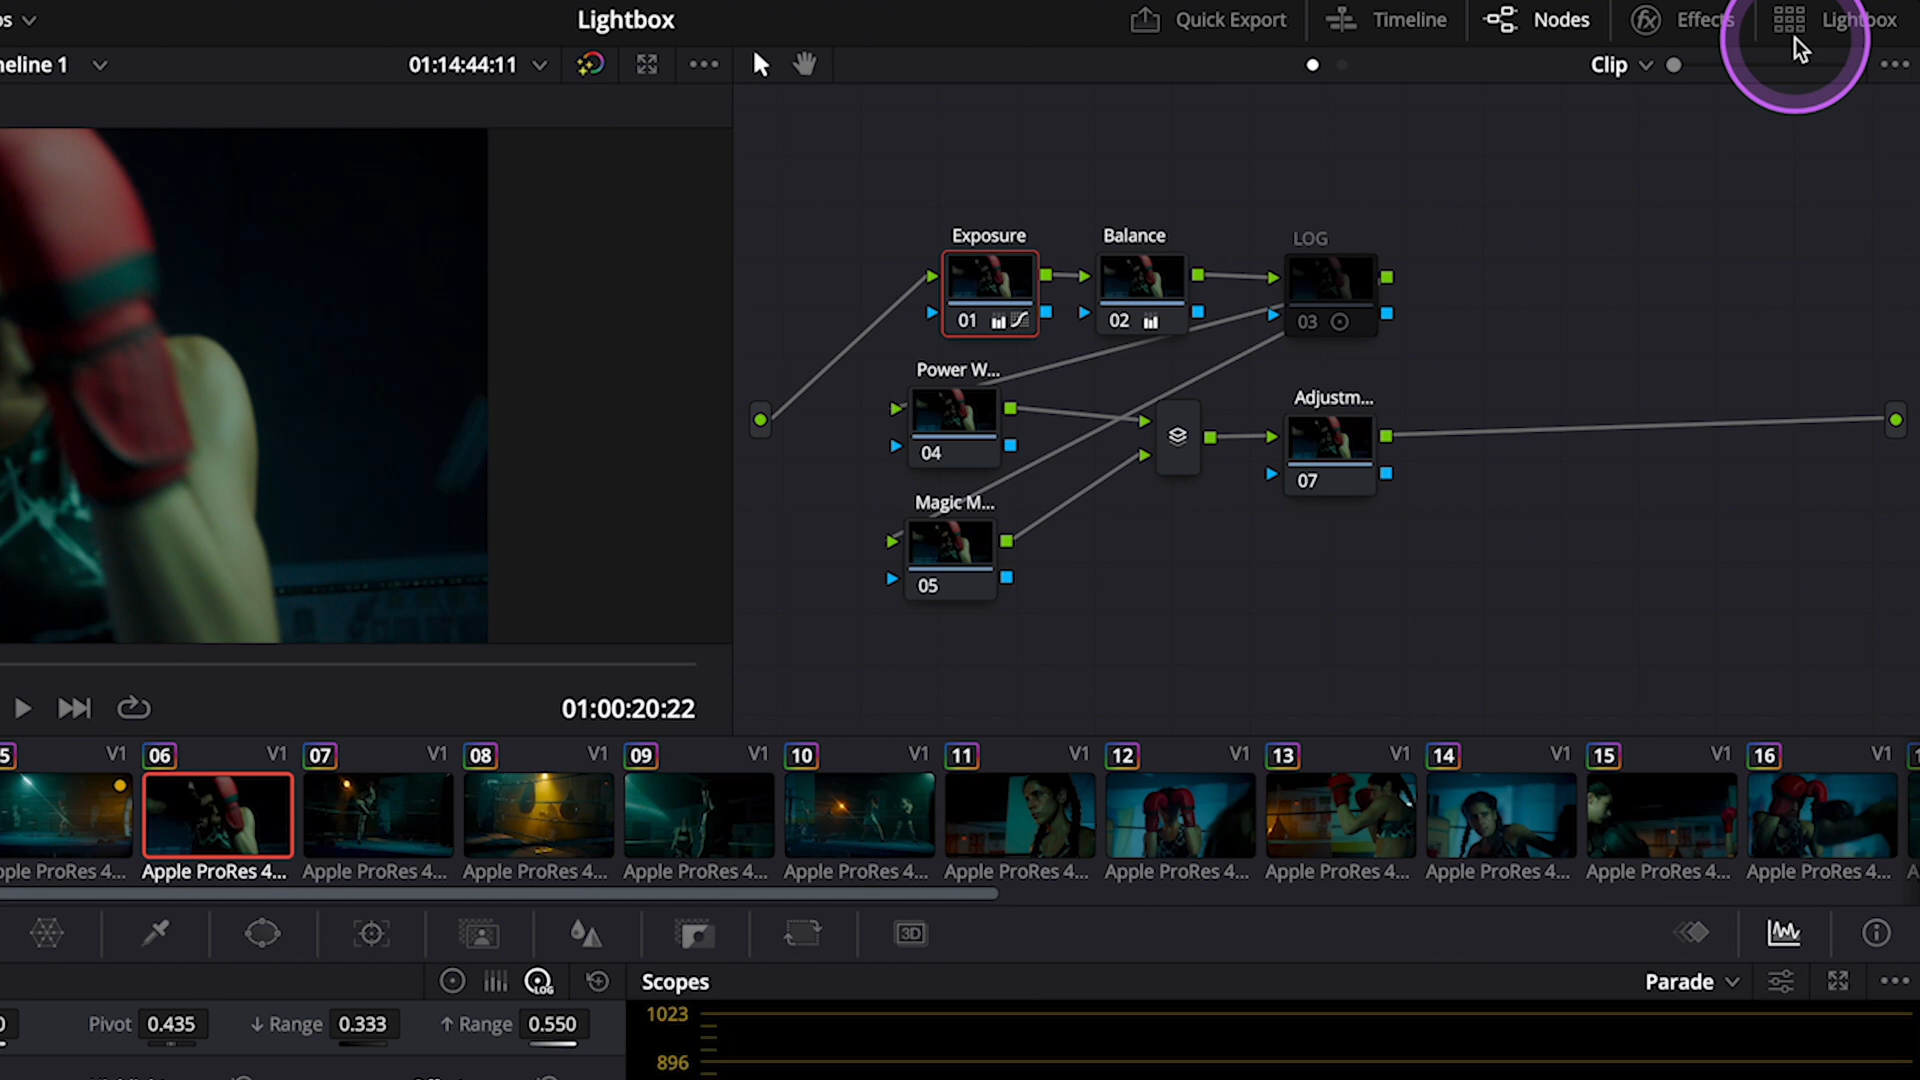 Lightbox
Quick Export
Timeline
Nodes
Effects
Lightbox
eline 1
01:14:44:11
Clip
Exposure
Balance
LOG
01
02
03
Power W...
Adjustm...
04
07
Magic M...
05
01:00:20:22
5 V1 06 V1 07 V1 08 V1 09 V1 10 V1 11 V1 12 V1 13 V1 14 V1 15 V1 16 V1
ple ProRes 4... Apple ProRes 4... Apple ProRes 4... Apple ProRes 4... Apple ProRes 4... Apple ProRes 4... Apple ProRes 4... Apple ProRes 4... Apple ProRes 4... Apple ProRes 4... Apple ProRes 4... Apple ProRes 4...
3D
LOG
Scopes
Parade
Pivot 0.435 ↓ Range 0.333 ↑ Range 0.550
1023
896